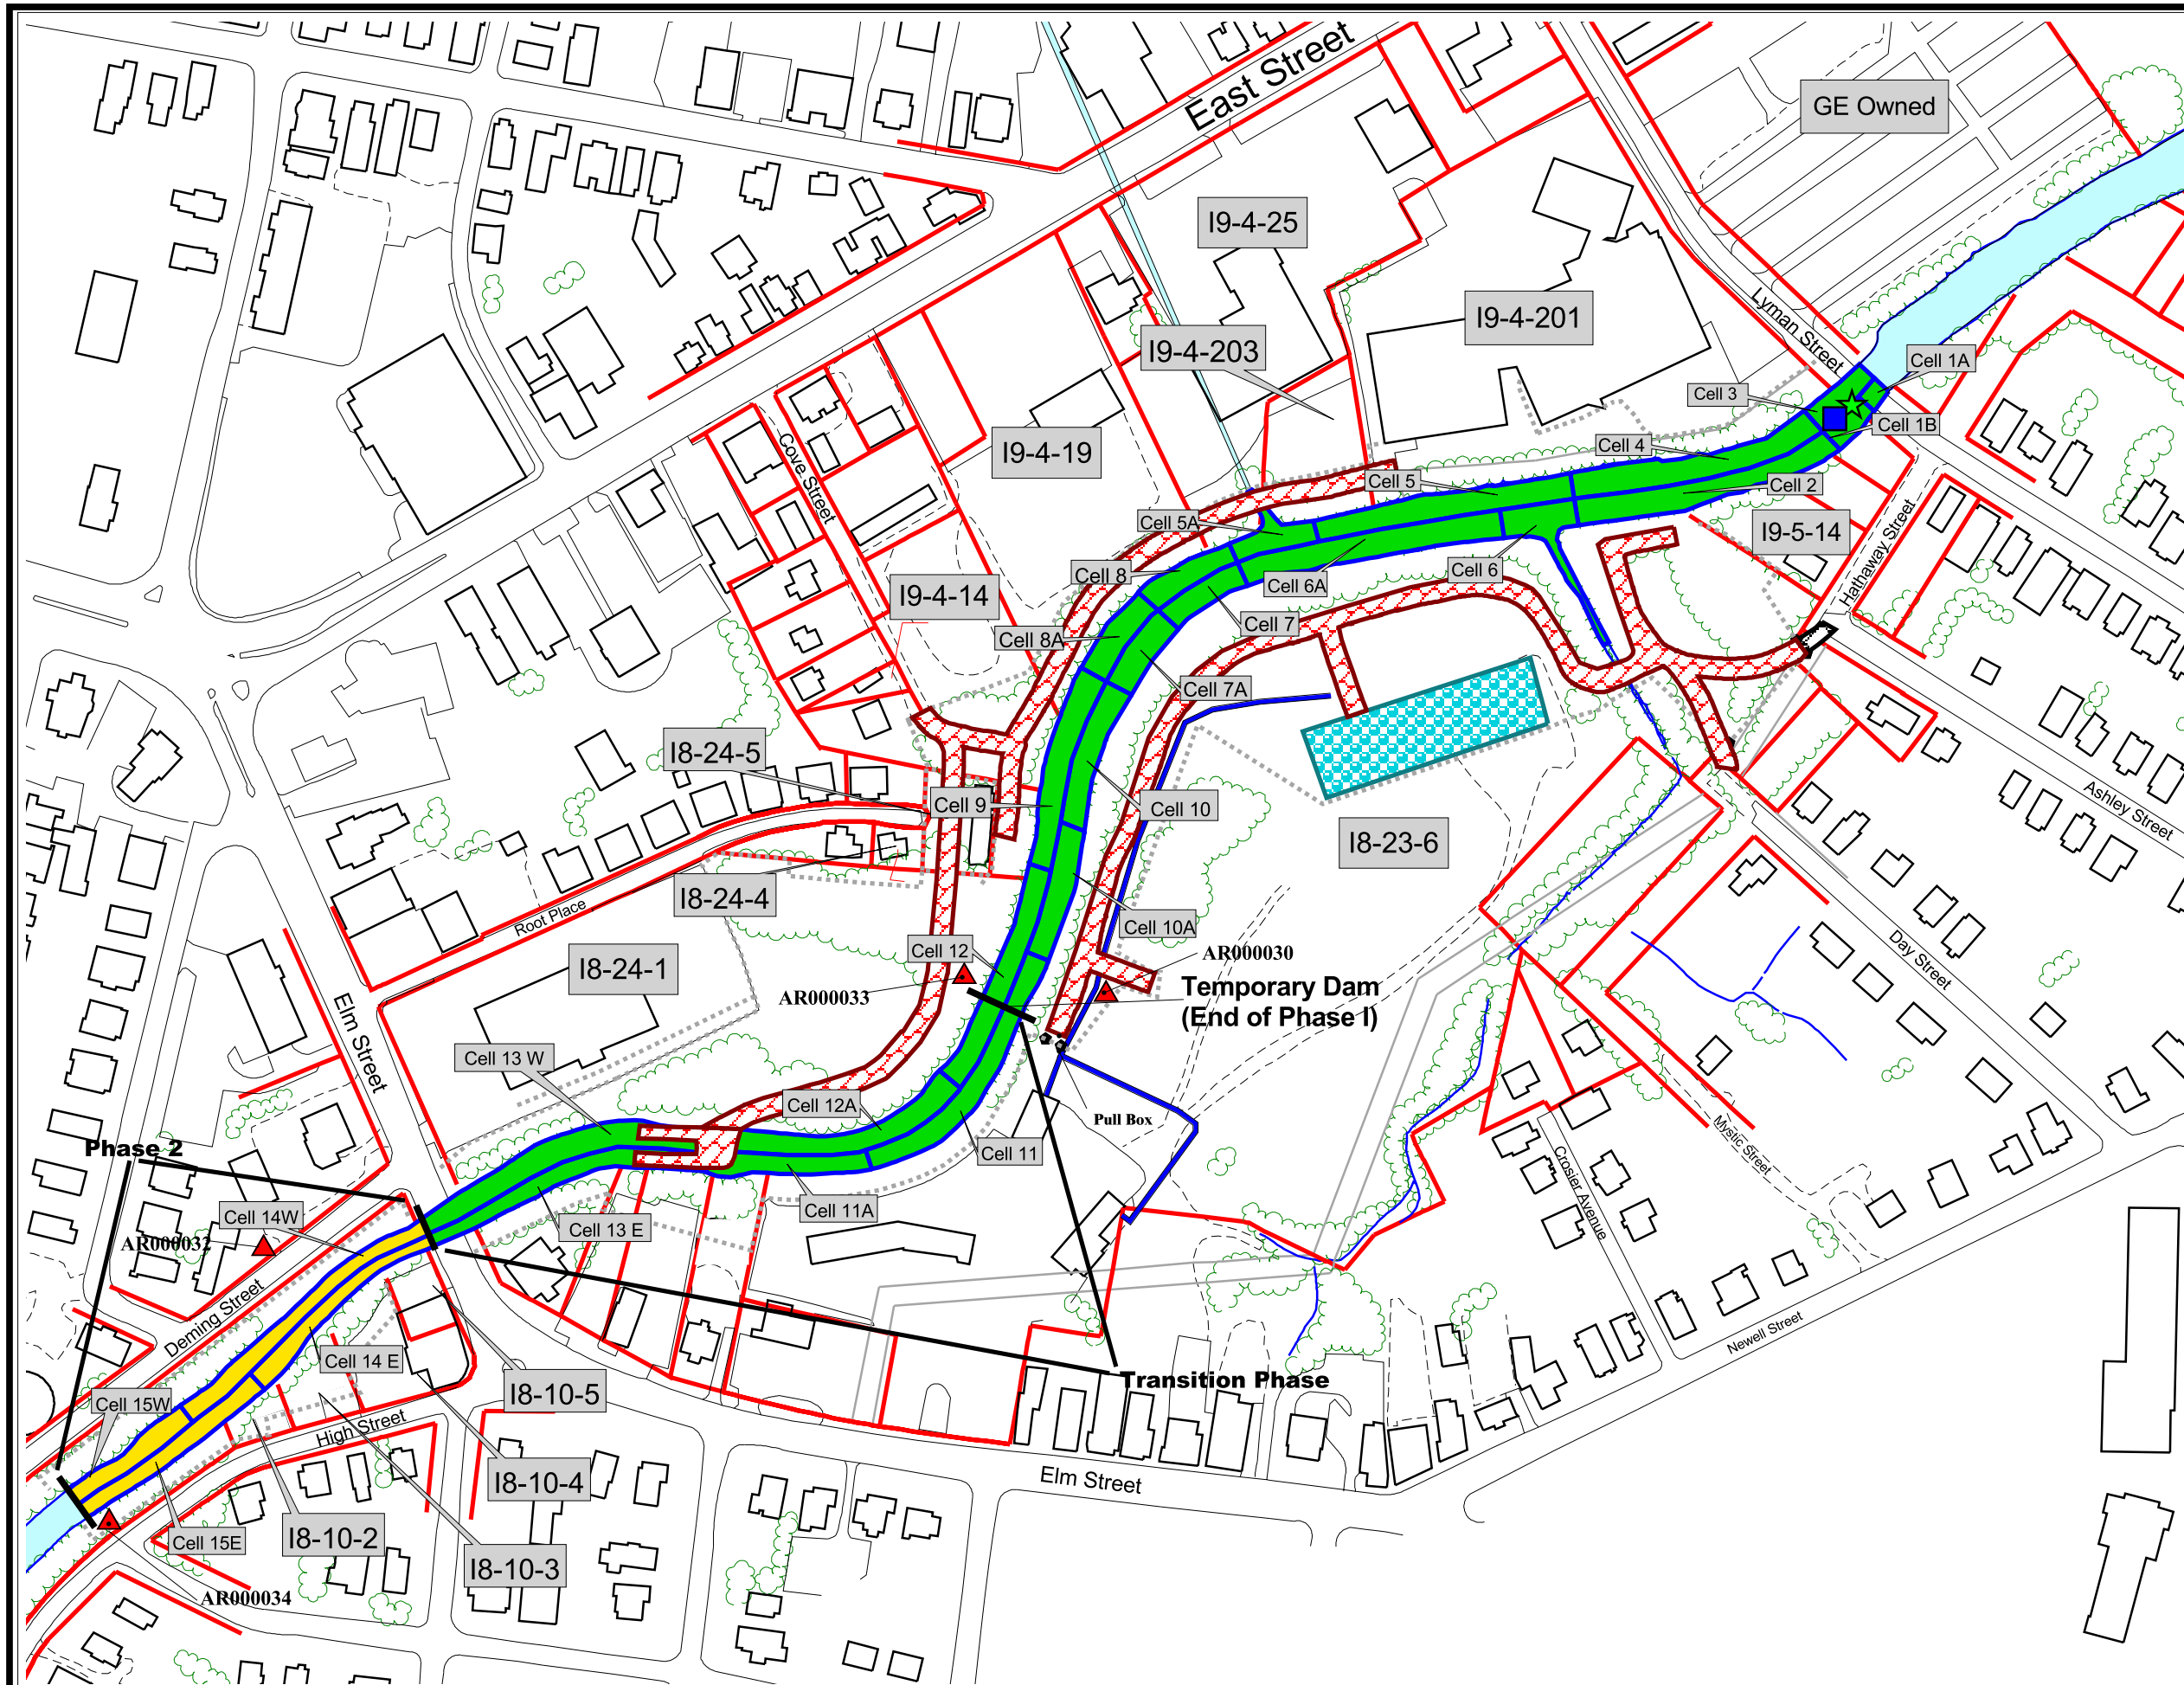 East Street
GE Owned
I9-4-25
I9-4-201
I9-4-203
Lyman Street
Cell 1A
Cell 3
Cell 1B
Cell 4
I9-4-19
Cove Street
Cell 5
Cell 2
Cell 5A
I9-5-14
Hathaway Street
Cell 8
Cell 6
Cell 6A
I9-4-14
Cell 7
Cell 8A
Cell 7A
I8-24-5
Cell 9
Cell 10
Ashley Street
I8-23-6
I8-24-4
Root Place
Cell 10A
Cell 12
AR000030
Day Street
I8-24-1
AR000033
Temporary Dam
(End of Phase I)
Elm Street
Cell 13 W
Cell 12A
Pull Box
Phase 2
Cell 11
Mystic Street
Crosier Avenue
Cell 14W
Cell 11A
Cell 13 E
AR000032
Deming Street
Newell Street
Cell 14 E
Transition Phase
I8-10-5
Cell 15W
High Street
I8-10-4
Elm Street
Cell 15E
I8-10-2
I8-10-3
AR000034